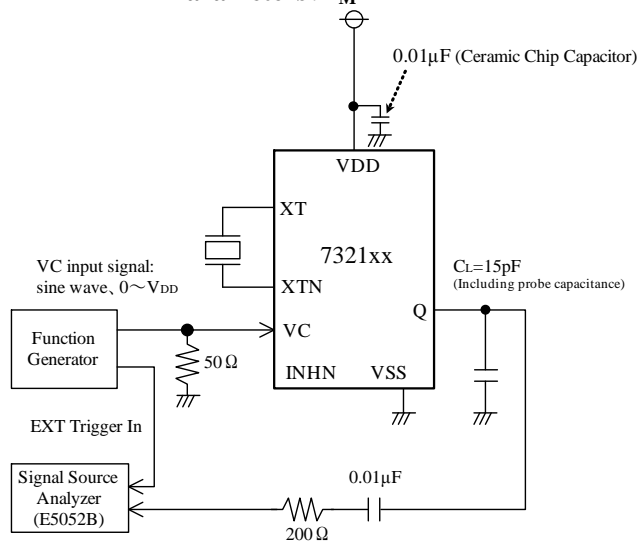 M
0.01μF (Ceramic Chip Capacitor)
VDD
XT
7321xx
XTN
VC input signal:
sine wave、0～VDD
CL=15pF
(Including probe capacitance)
Q
Function
Generator
VC
50Ω
INHN
VSS
EXT Trigger In
Signal Source
Analyzer
(E5052B)
0.01μF
200Ω